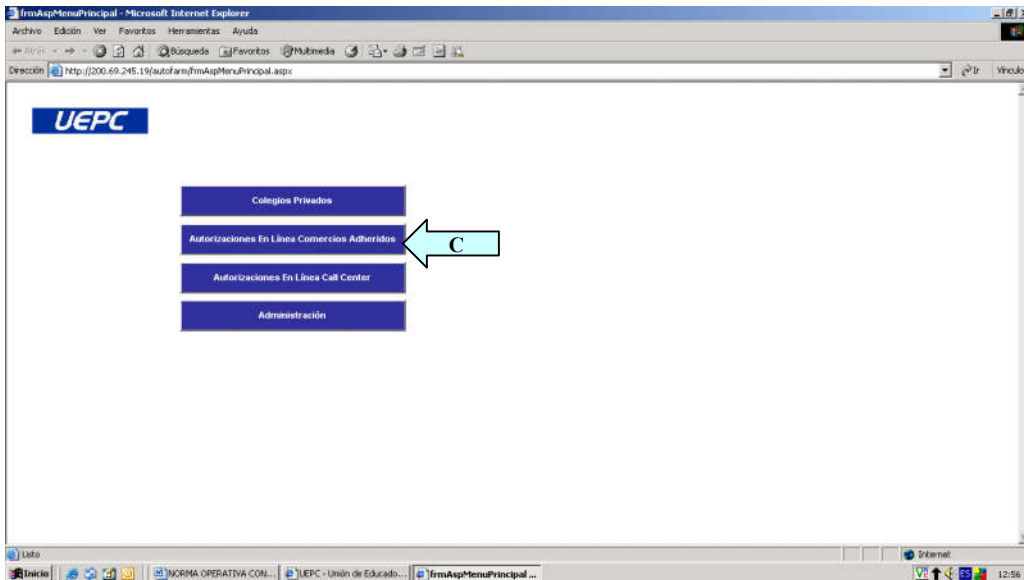 frmAspMenuPrincipal - Microsoft Internet Explorer
Archivo Edición Ver Favoritos Herramientas Ayuda
Atrás Búsqueda Favoritos Multimedia
Dirección http://200.69.245.19/autofarm/frmAspMenuPrincipal.aspx Ir Vínculo
UEPC
Colegios Privados
Autorizaciones En Línea Comercios Adheridos
C
Autorizaciones En Línea Call Center
Administración
Listo Internet
Inicio NORMA OPERATIVA CON... UEPC - Unión de Educado... frmAspMenuPrincipal ... ES 12:56